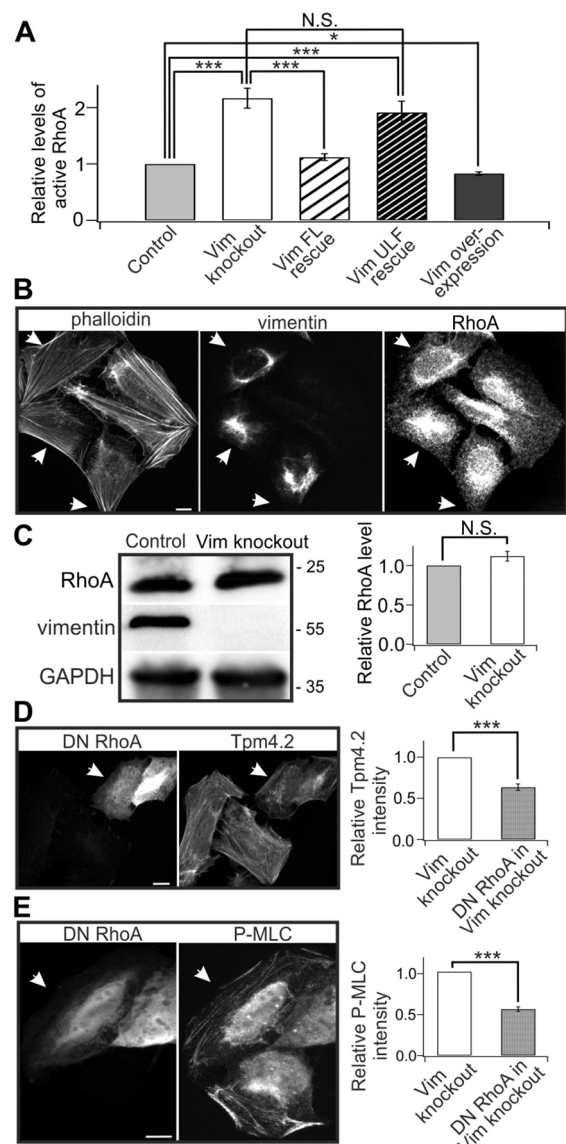 A
N.S.
*
***
*** ***
Relative levels of
active RhoA
2
1
0
Control
Vim
knockout
Vim FL
rescue
Vim ULF
rescue
Vim over-
expression
B
phalloidin vimentin RhoA
C
Control Vim knockout
RhoA
vimentin
GAPDH
- 25
- 55
- 35
N.S.
Relative RhoA level
1.0
0.5
0.0
Control
Vim
knockout
D
DN RhoA Tpm4.2
***
Relative Tpm4.2
intensity
1.0
0.5
0.0
Vim
knockout
DN RhoA in
Vim knockout
E
DN RhoA P-MLC
***
Relative P-MLC
intensity
1.0
0.5
0.0
Vim
knockout
DN RhoA in
Vim knockout